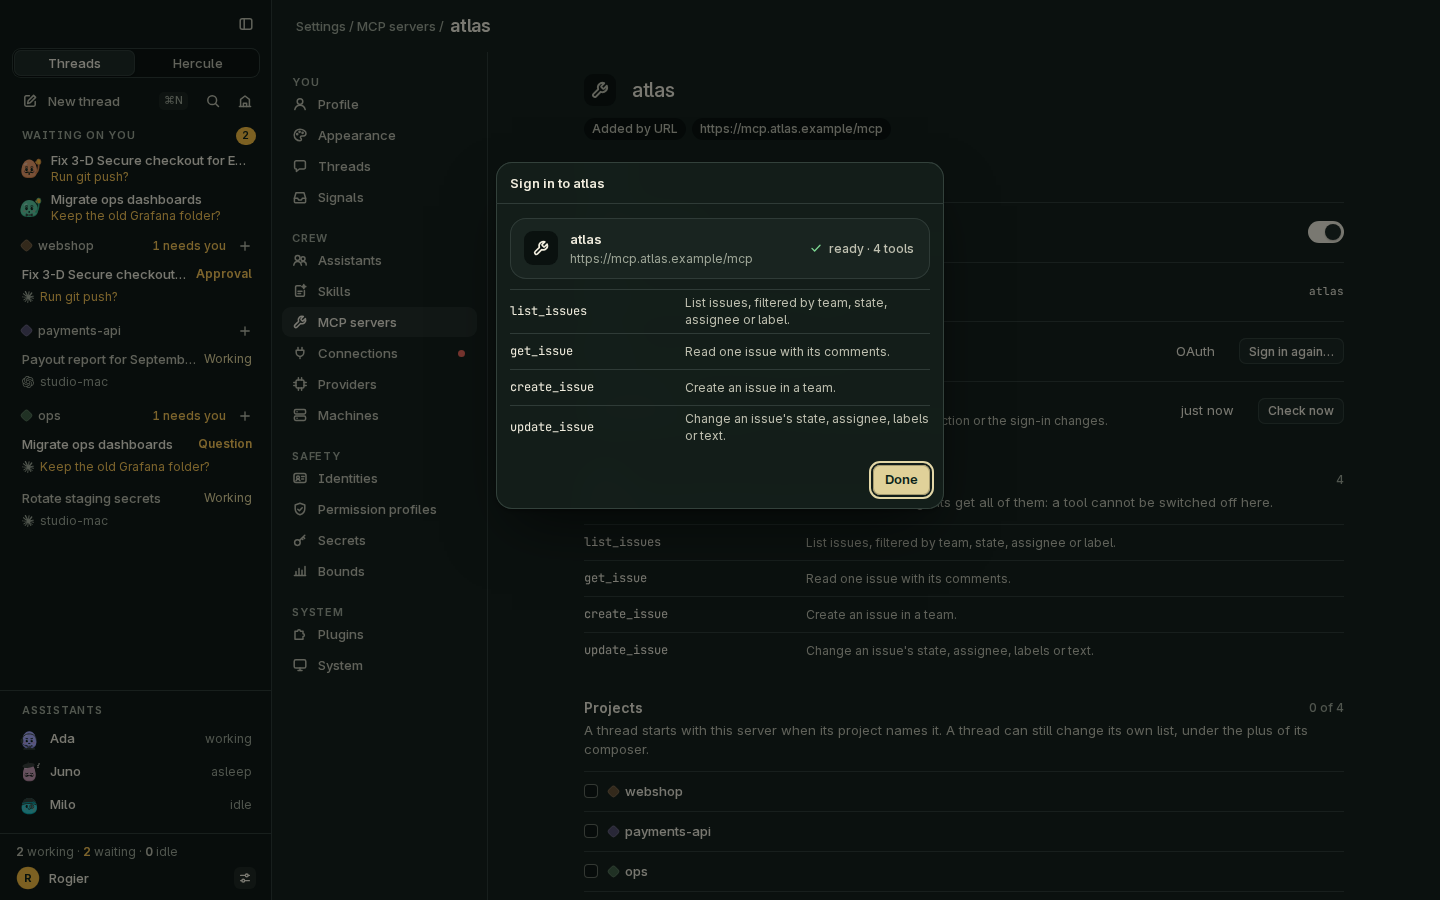 Threads
Hercule
New thread
⌘N
WAITING ON YOU
2
Fix 3-D Secure checkout for E…
Run git push?
Migrate ops dashboards
Keep the old Grafana folder?
webshop
1 needs you
Fix 3-D Secure checkout…
Approval
Run git push?
payments-api
Payout report for Septemb…
Working
studio-mac
ops
1 needs you
Migrate ops dashboards
Question
Keep the old Grafana folder?
Rotate staging secrets
Working
studio-mac
ASSISTANTS
Ada
working
Juno
asleep
Milo
idle
2 working · 2 waiting · 0 idle
R
Rogier
Settings / MCP servers / atlas
YOU
Profile
Appearance
Threads
Signals
CREW
Assistants
Skills
MCP servers
Connections
Providers
Machines
SAFETY
Identities
Permission profiles
Secrets
Bounds
SYSTEM
Plugins
System
atlas
Added by URL
https://mcp.atlas.example/mcp
Sign in to atlas
atlas
https://mcp.atlas.example/mcp
ready · 4 tools
list_issues
List issues, filtered by team, state,
assignee or label.
get_issue
Read one issue with its comments.
create_issue
Create an issue in a team.
update_issue
Change an issue's state, assignee, labels
or text.
Done
atlas
OAuth
Sign in again…
or the sign-in changes.
just now
Check now
4
get all of them: a tool cannot be switched off here.
list_issues
List issues, filtered by team, state, assignee or label.
get_issue
Read one issue with its comments.
create_issue
Create an issue in a team.
update_issue
Change an issue's state, assignee, labels or text.
Projects
0 of 4
A thread starts with this server when its project names it. A thread can still change its own list, under the plus of its
composer.
webshop
payments-api
ops